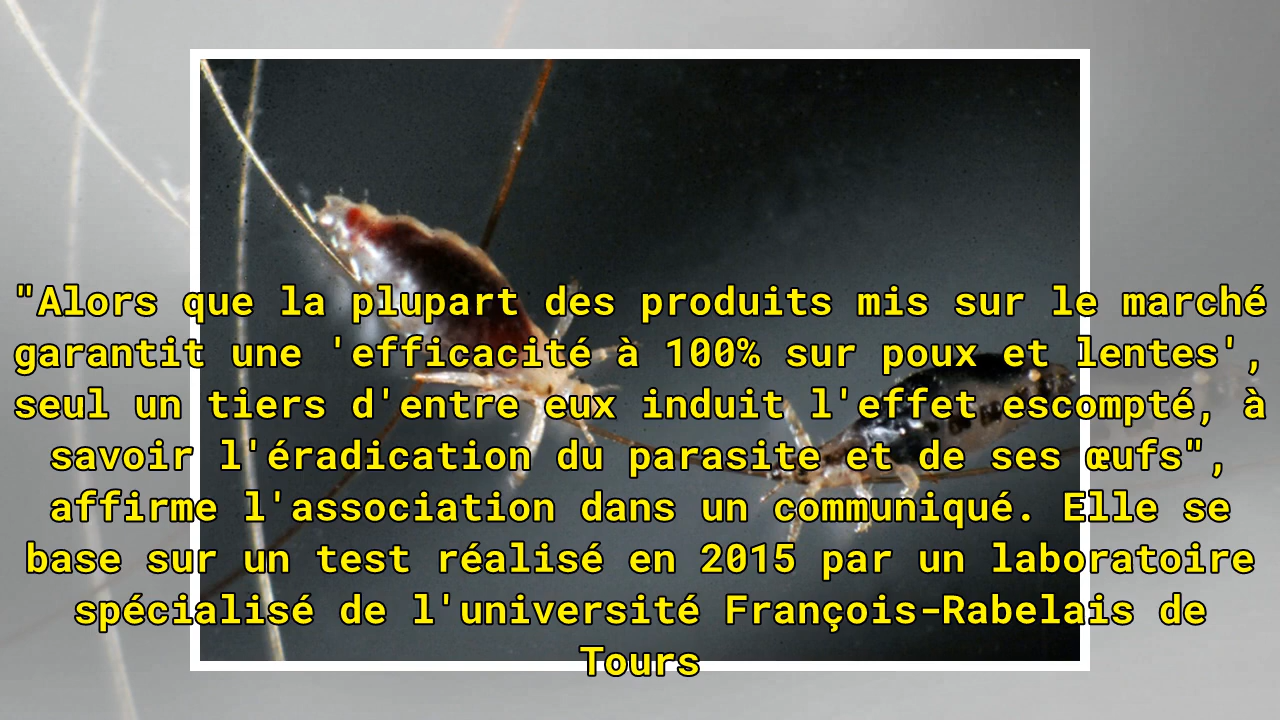 "Alors que la plupart des produits mis sur le marché
garantit une 'efficacité à 100% sur poux et lentes',
seul un tiers d'entre eux induit l'effet escompté, à
savoir l'éradication du parasite et de ses œufs",
affirme l'association dans un communiqué. Elle se
base sur un test réalisé en 2015 par un laboratoire
spécialisé de l'université François-Rabelais de
Tours